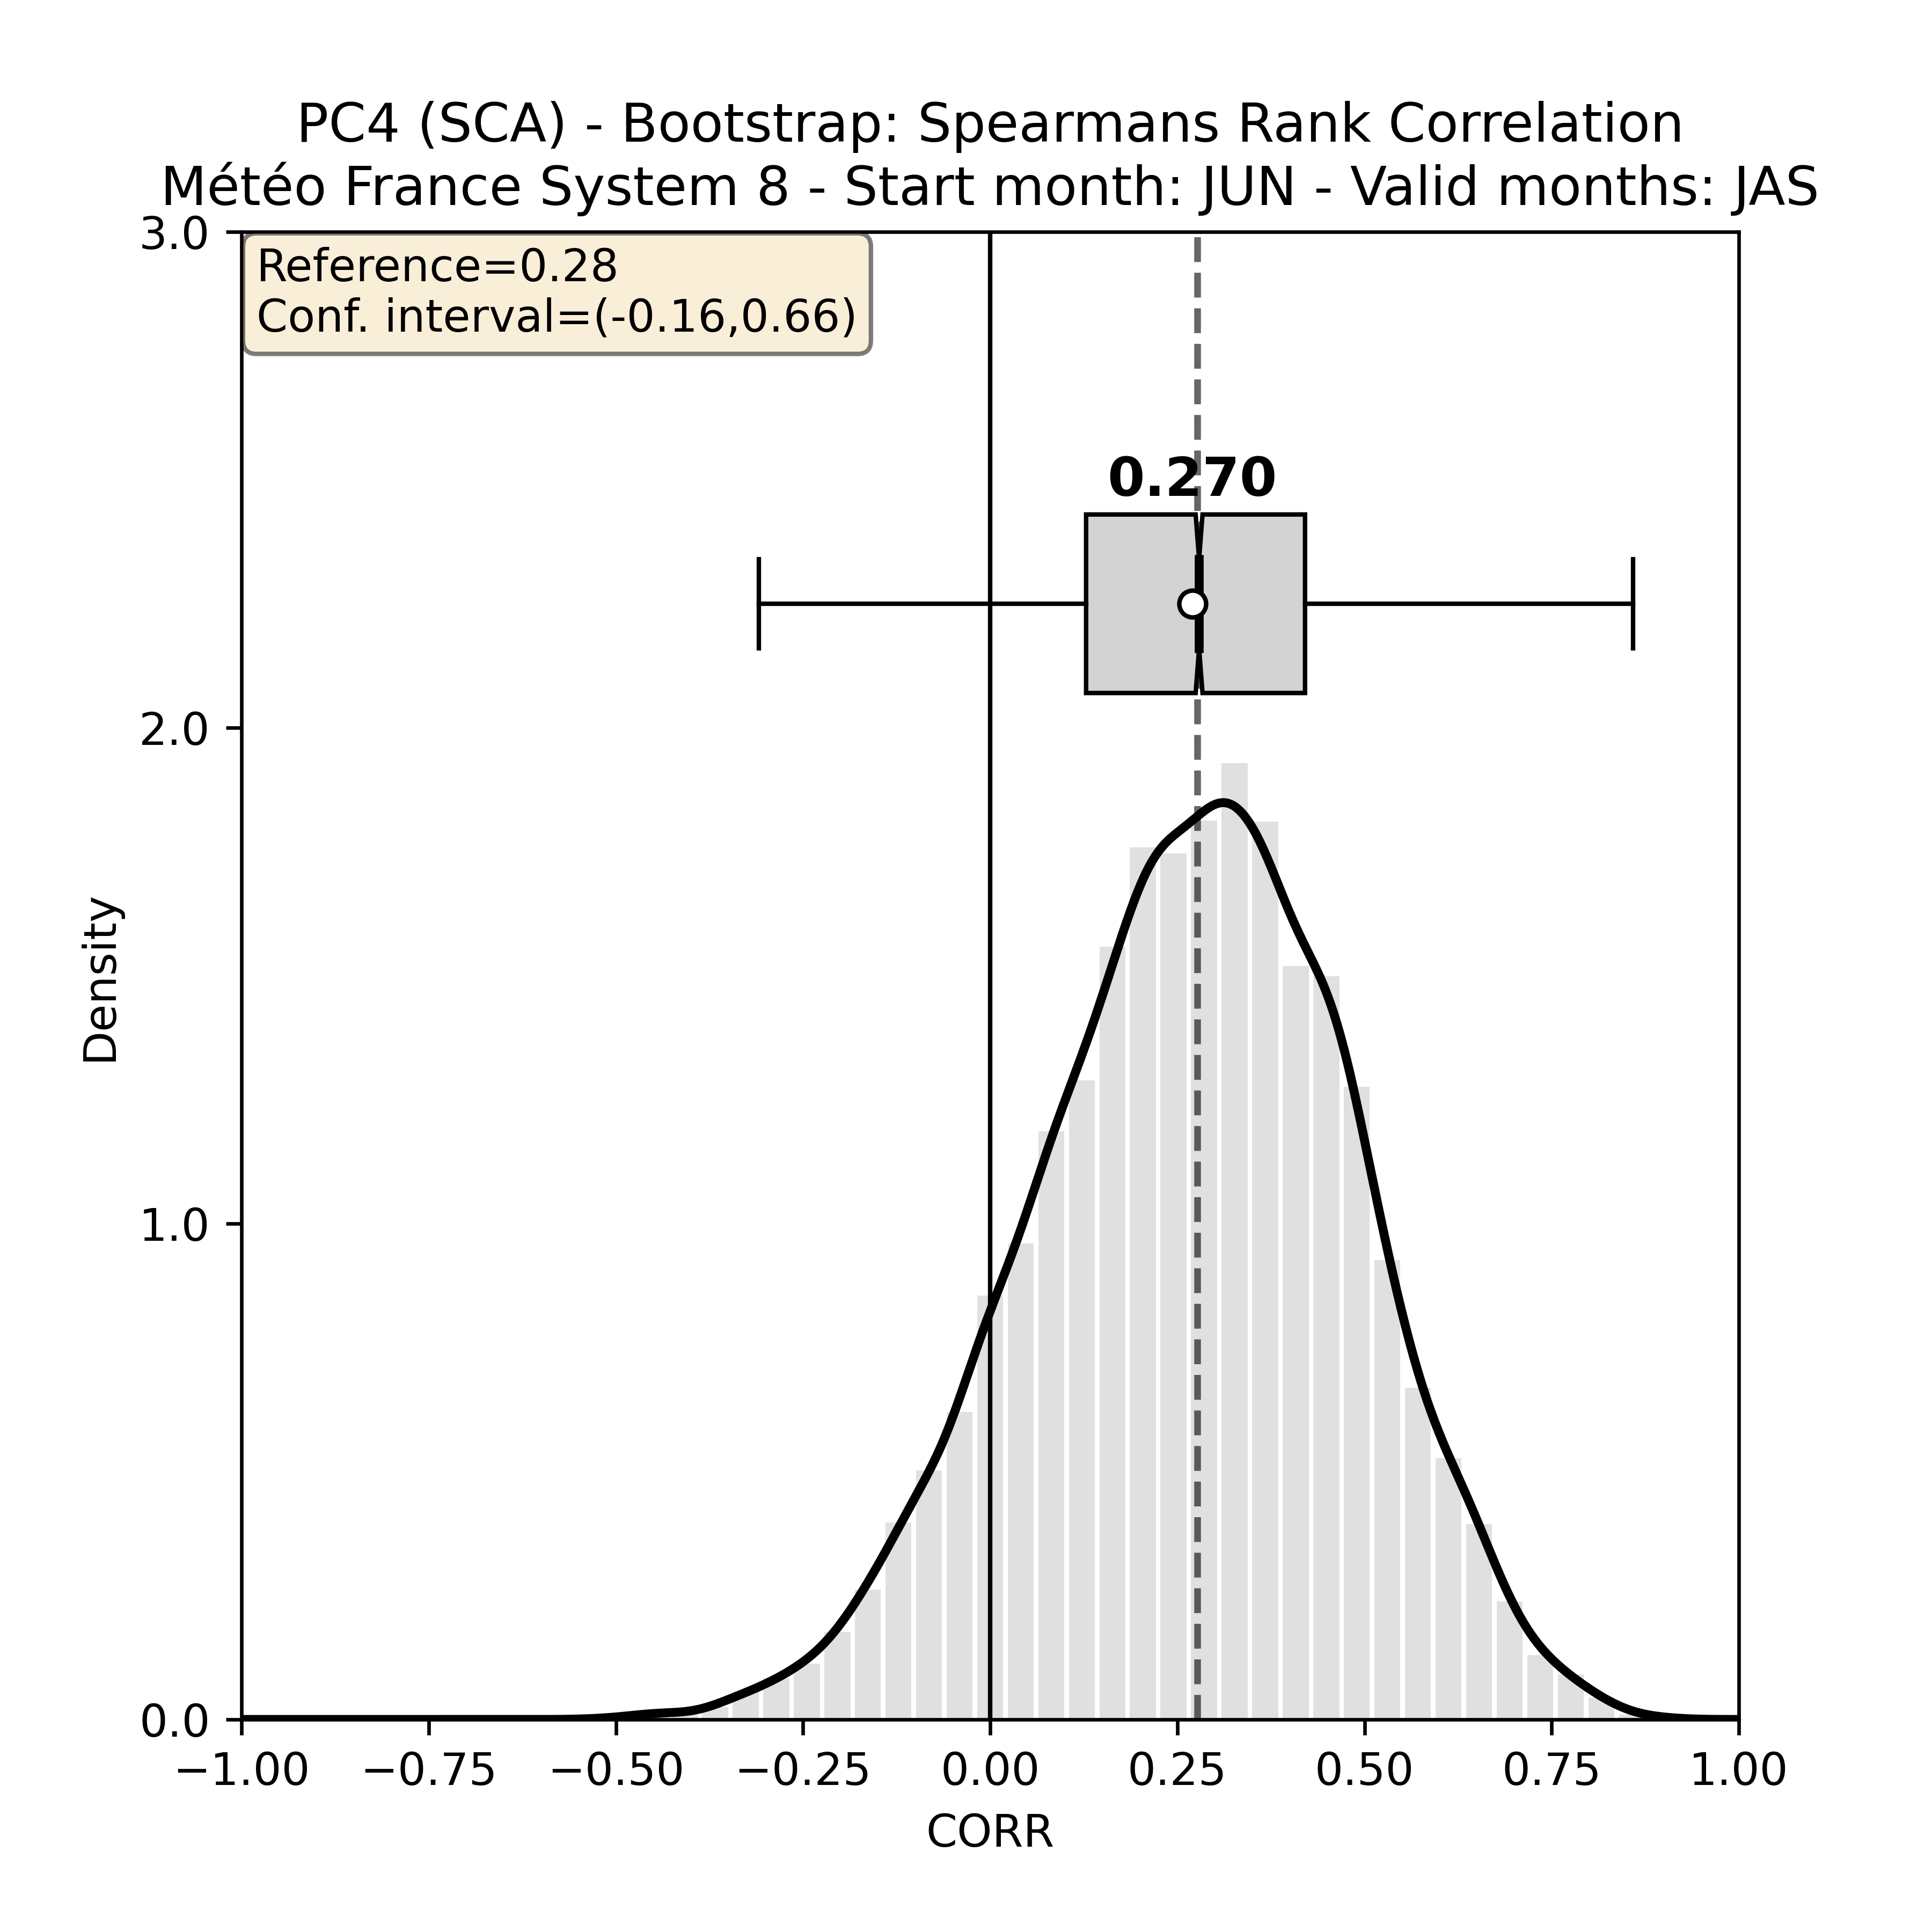 PC4 (SCA) - Bootstrap: Spearmans Rank Correlation
Météo France System 8 - Start month: JUN - Valid months: JAS
3.0
Reference=0.28
Conf. interval=(-0.16,0.66)
0.270
2.0
Density
1.0
0.0
−1.00 −0.75 −0.50 −0.25 0.00 0.25 0.50 0.75 1.00
CORR